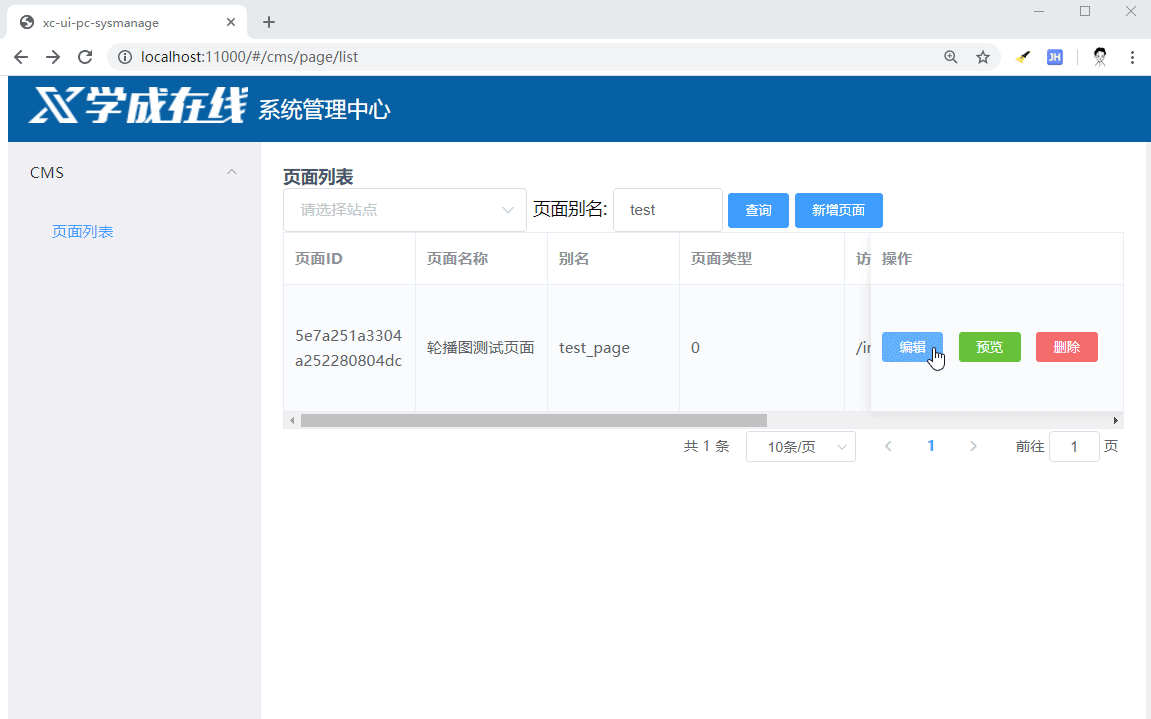 xc-ui-pc-sysmanage
localhost:11000/#/cms/page/list
JH
学成在线 系统管理中心
CMS
页面列表
页面列表
请选择站点 页面别名: test 查询 新增页面
页面ID 页面名称 别名 页面类型 访 操作
5e7a251a3304
a252280804dc 轮播图测试页面 test_page 0 /in 编辑 预览 删除
共 1 条 10条/页 1 前往 1 页